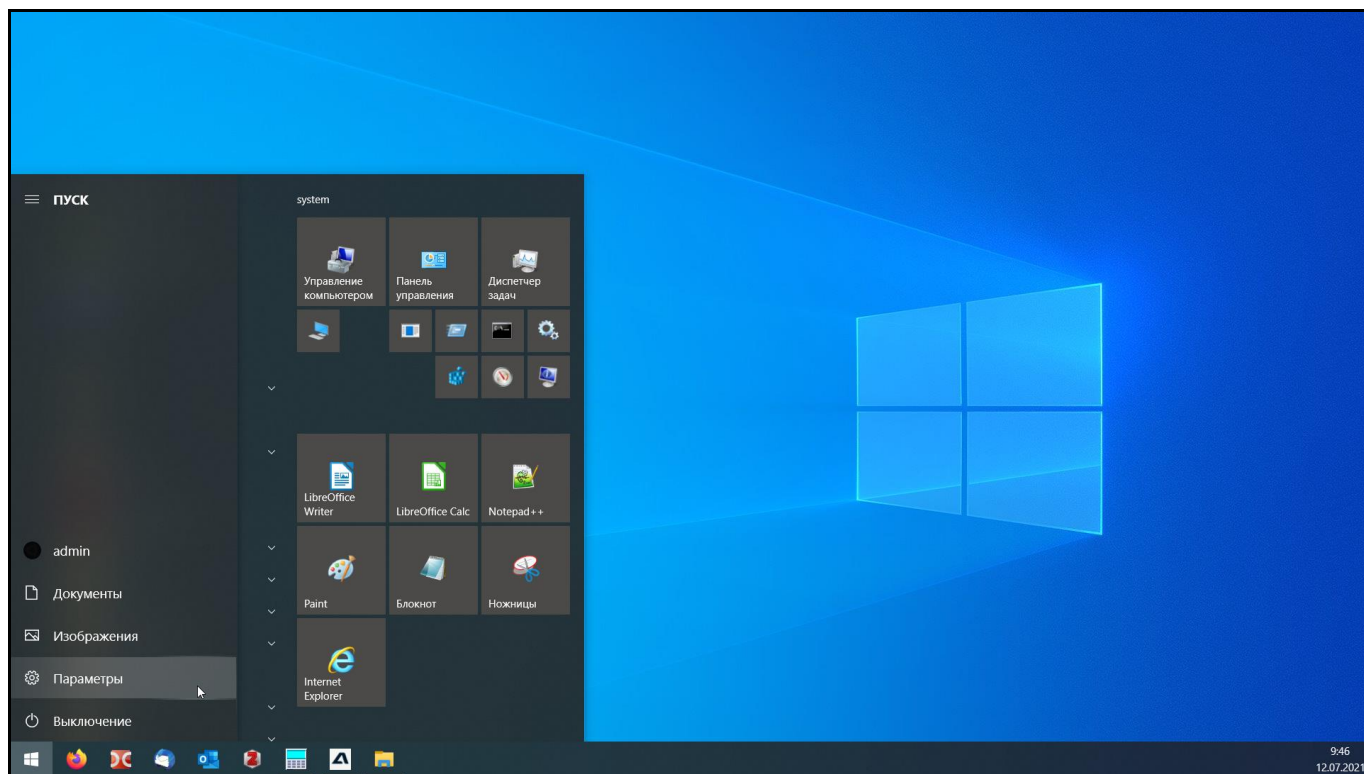 ПУСК
system
Управление
компьютером
Панель
управления
Диспетчер
задач
LibreOffice
Writer
LibreOffice Calc
Notepad++
admin
Документы
Paint
Блокнот
Ножницы
Изображения
Параметры
Internet
Explorer
Выключение
9:46
12.07.2021